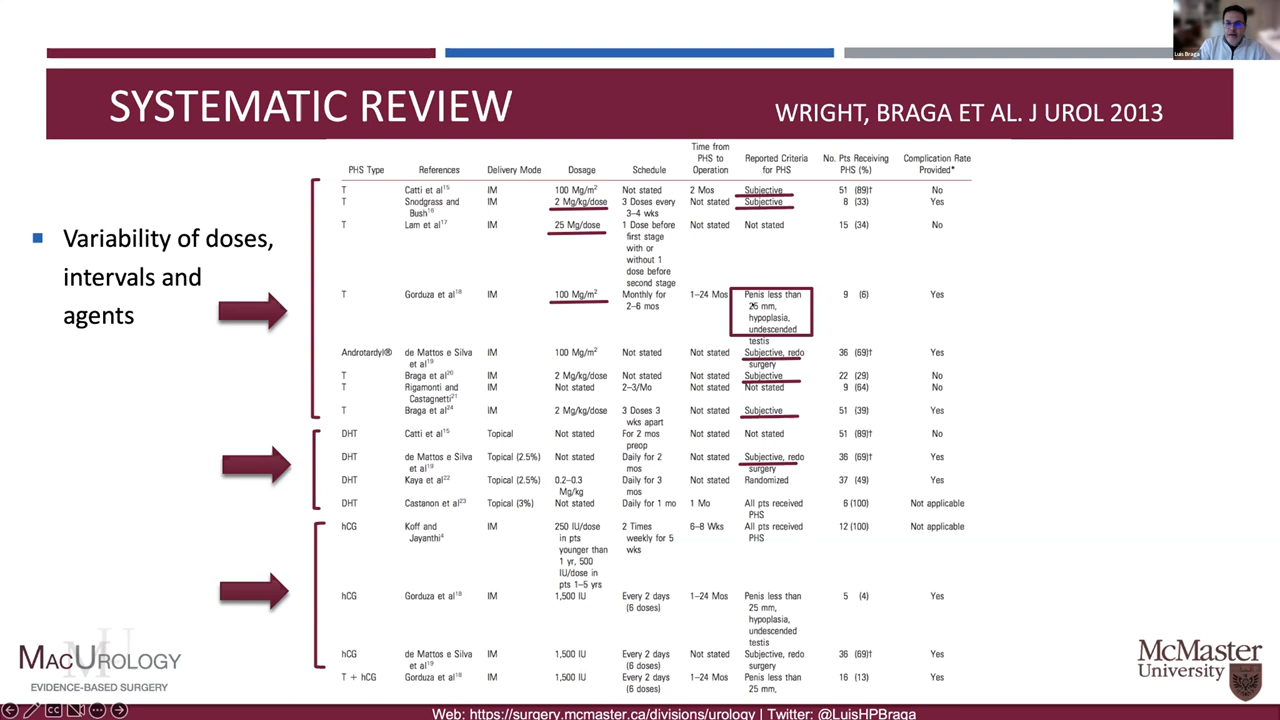 Luis Braga
SYSTEMATIC REVIEW
WRIGHT, BRAGA ET AL. J UROL 2013
Variability of doses,
intervals and
agents
PHS Type References Delivery Mode Dosage Schedule Time from PHS to Operation Reported Criteria for PHS No. Pts Receiving PHS (%) Complication Rate Provided*
T Catti et al15 IM 100 Mg/m2 Not stated 2 Mos Subjective 51 (89)† No
T Snodgrass and Bush16 IM 2 Mg/kg/dose 3 Doses every 3–4 wks Not stated Subjective 8 (33) Yes
T Lam et al17 IM 25 Mg/dose 1 Dose before first stage with or without 1 dose before second stage Not stated Not stated 15 (34) No
T Gorduza et al18 IM 100 Mg/m2 Monthly for 2–6 mos 1–24 Mos Penis less than 25 mm, hypoplasia, undescended testis 9 (6) Yes
Androtardyl® de Mattos e Silva et al19 IM 100 Mg/m2 Not stated Not stated Subjective, redo surgery 36 (69)† Yes
T Braga et al20 IM 2 Mg/kg/dose Not stated Not stated Subjective 22 (29) No
T Rigamonti and Castagnetti21 IM Not stated 2–3/Mo Not stated Not stated 9 (64) No
T Braga et al24 IM 2 Mg/kg/dose 3 Doses 3 wks apart Not stated Subjective 51 (39) Yes
DHT Catti et al15 Topical Not stated For 2 mos preop Not stated Not stated 51 (89)† No
DHT de Mattos e Silva et al19 Topical (2.5%) Not stated Daily for 2 mos Not stated Subjective, redo surgery 36 (69)† Yes
DHT Kaya et al22 Topical (2.5%) 0.2–0.3 Mg/kg Daily for 3 mos Not stated Randomized 37 (49) Yes
DHT Castanon et al23 Topical (3%) Not stated Daily for 1 mo 1 Mo All pts received PHS 6 (100) Not applicable
hCG Koff and Jayanthi4 IM 250 IU/dose in pts younger than 1 yr, 500 IU/dose in pts 1–5 yrs 2 Times weekly for 5 wks 6–8 Wks All pts received PHS 12 (100) Not applicable
hCG Gorduza et al18 IM 1,500 IU Every 2 days (6 doses) 1–24 Mos Penis less than 25 mm, hypoplasia, undescended testis 5 (4) Yes
hCG de Mattos e Silva et al19 IM 1,500 IU Every 2 days (6 doses) Not stated Subjective, redo surgery 36 (69)† Yes
T + hCG Gorduza et al18 IM 1,500 IU Every 2 days (6 doses) 1–24 Mos Penis less than 25 mm, 16 (13) Yes
MU
MACUROLOGY
EVIDENCE-BASED SURGERY
McMaster
University
Web: https://surgery.mcmaster.ca/divisions/urology | Twitter: @LuisHPBraga